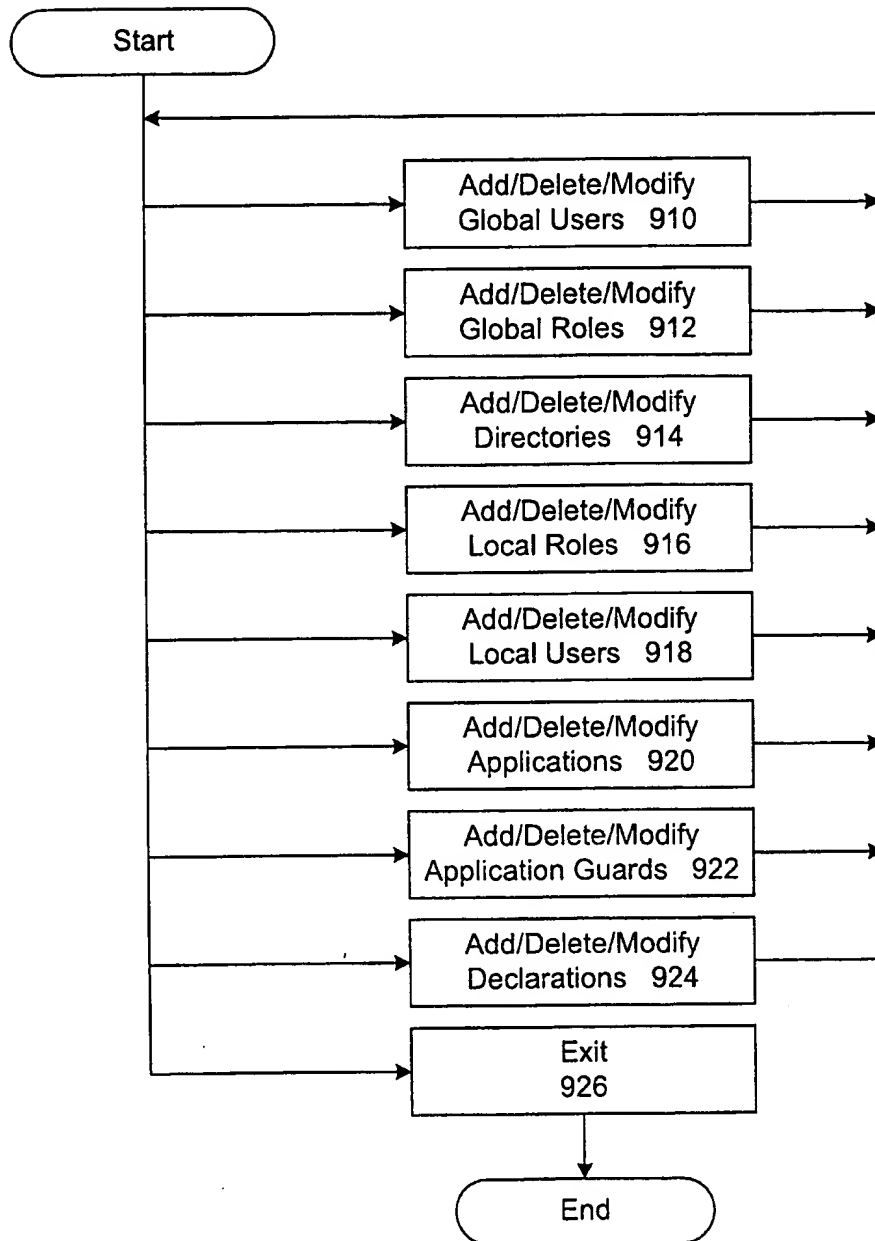 Start
Add/Delete/Modify
Global Users 910
Add/Delete/Modify
Global Roles 912
Add/Delete/Modify
Directories 914
Add/Delete/Modify
Local Roles 916
Add/Delete/Modify
Local Users 918
Add/Delete/Modify
Applications 920
Add/Delete/Modify
Application Guards 922
Add/Delete/Modify
Declarations 924
Exit
926
End